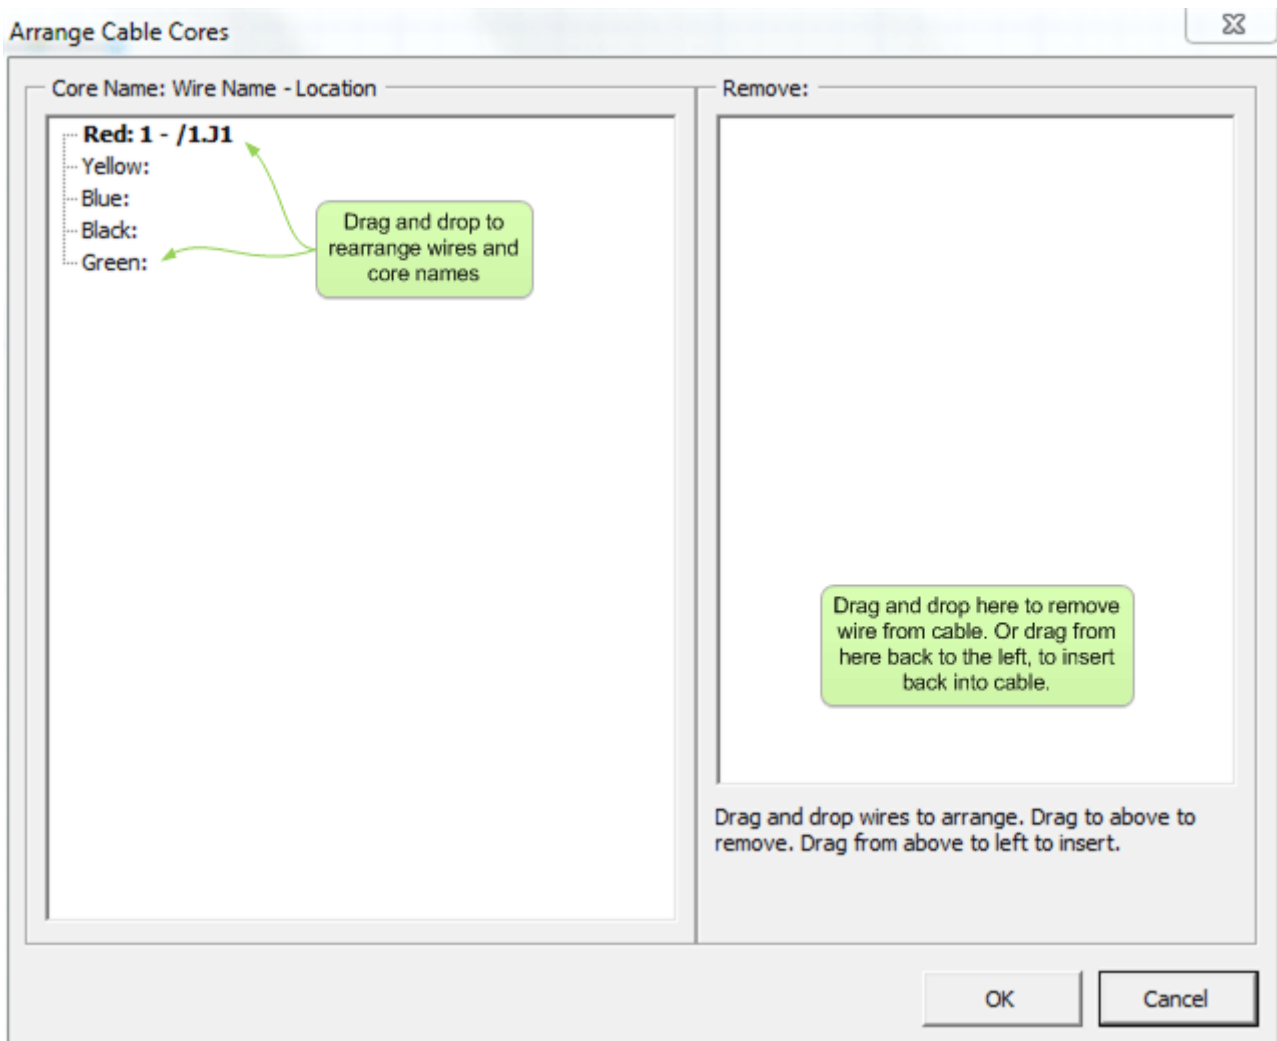 Arrange Cable Cores
Core Name: Wire Name - Location
Red: 1 - /1.J1
Yellow:
Blue:
Black:
Green:
Drag and drop to
rearrange wires and
core names
Remove:
Drag and drop here to remove
wire from cable. Or drag from
here back to the left, to insert
back into cable.
Drag and drop wires to arrange. Drag to above to
remove. Drag from above to left to insert.
OK
Cancel